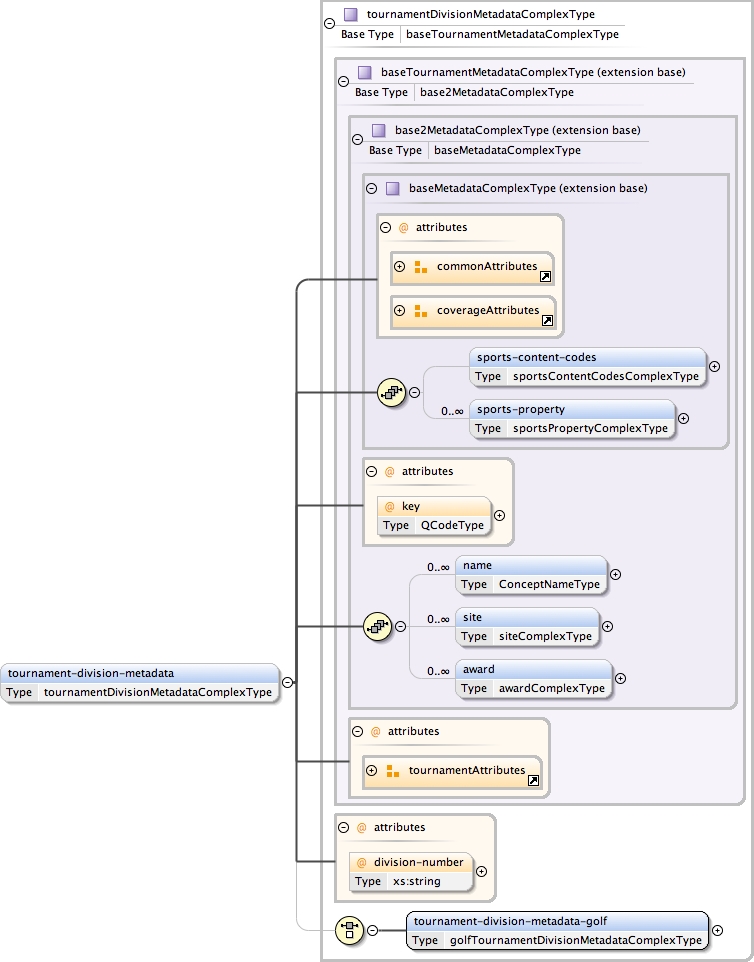 tournamentDivisionMetadataComplexType
Base Type baseTournamentMetadataComplexType
baseTournamentMetadataComplexType (extension base)
Base Type base2MetadataComplexType
base2MetadataComplexType (extension base)
Base Type baseMetadataComplexType
baseMetadataComplexType (extension base)
@ attributes
commonAttributes
coverageAttributes
sports-content-codes
Type sportsContentCodesComplexType
0..∞
sports-property
Type sportsPropertyComplexType
@ attributes
@ key
Type QCodeType
0..∞
name
Type ConceptNameType
0..∞
site
Type siteComplexType
0..∞
award
Type awardComplexType
tournament-division-metadata
Type tournamentDivisionMetadataComplexType
@ attributes
tournamentAttributes
@ attributes
@ division-number
Type xs:string
tournament-division-metadata-golf
Type golfTournamentDivisionMetadataComplexType